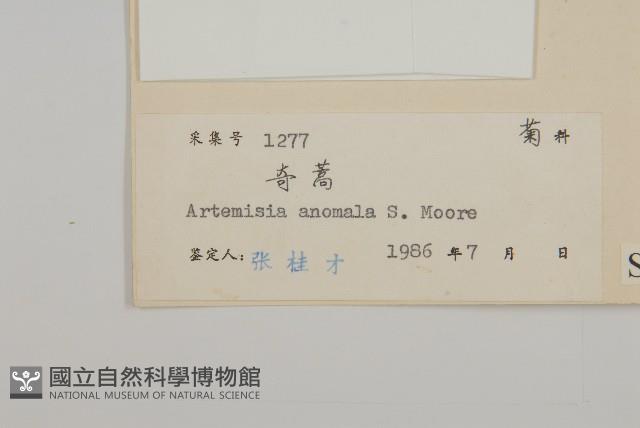 采集号 1277 菊科
奇蒿
Artemisia anomala S. Moore
鉴定人: 张桂才 1986 年 7 月 日
S
國立自然科學博物館
NATIONAL MUSEUM OF NATURAL SCIENCE